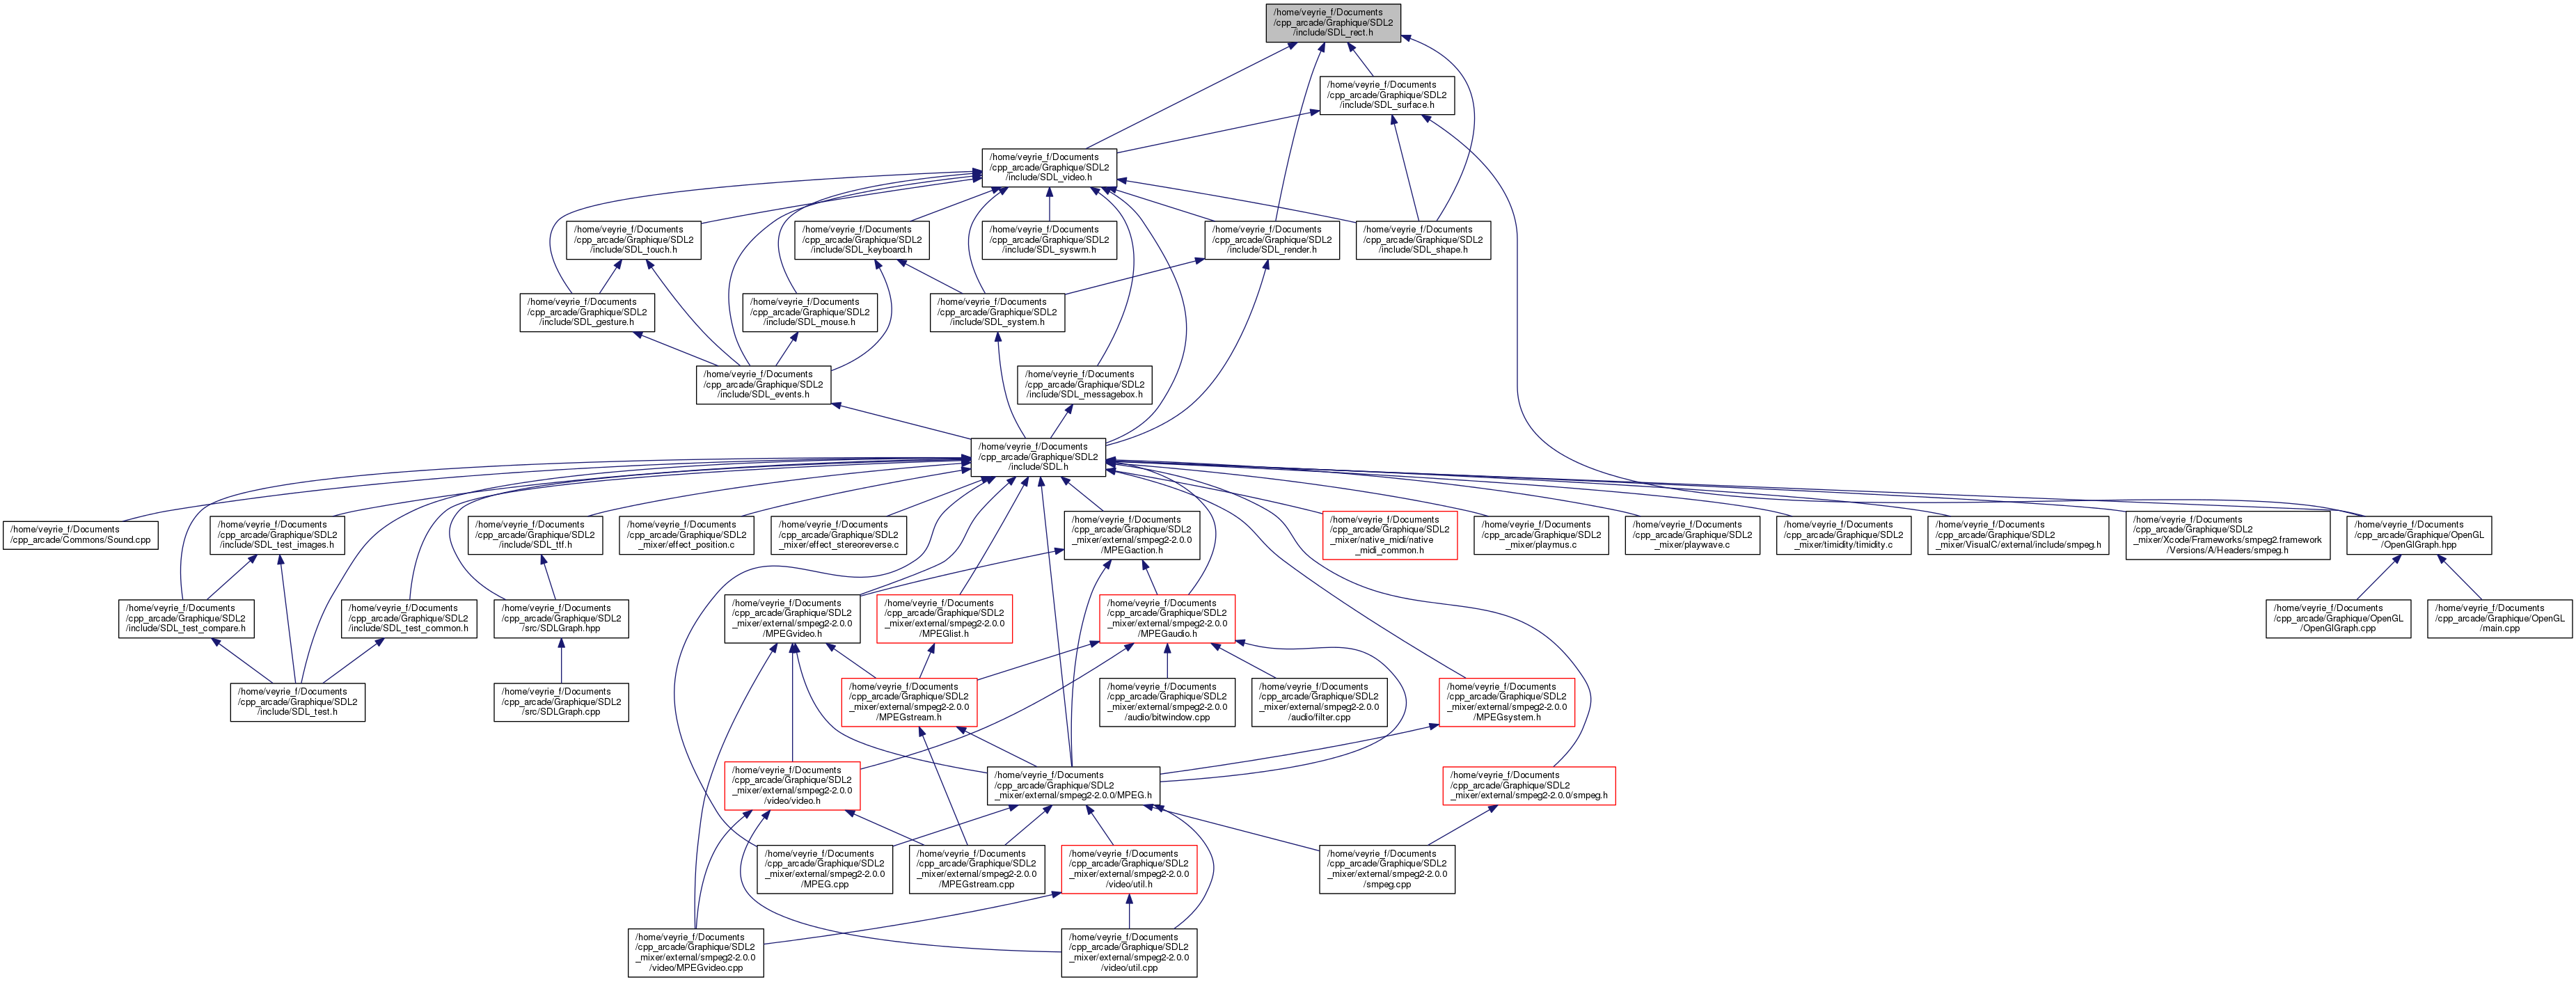 /home/veyrie_f/Documents
/cpp_arcade/Graphique/SDL2
/include/SDL_rect.h
/home/veyrie_f/Documents
/cpp_arcade/Graphique/SDL2
/include/SDL_surface.h
/home/veyrie_f/Documents
/cpp_arcade/Graphique/SDL2
/include/SDL_video.h
/home/veyrie_f/Documents
/cpp_arcade/Graphique/SDL2
/include/SDL_touch.h
/home/veyrie_f/Documents
/cpp_arcade/Graphique/SDL2
/include/SDL_keyboard.h
/home/veyrie_f/Documents
/cpp_arcade/Graphique/SDL2
/include/SDL_syswm.h
/home/veyrie_f/Documents
/cpp_arcade/Graphique/SDL2
/include/SDL_render.h
/home/veyrie_f/Documents
/cpp_arcade/Graphique/SDL2
/include/SDL_shape.h
/home/veyrie_f/Documents
/cpp_arcade/Graphique/SDL2
/include/SDL_gesture.h
/home/veyrie_f/Documents
/cpp_arcade/Graphique/SDL2
/include/SDL_mouse.h
/home/veyrie_f/Documents
/cpp_arcade/Graphique/SDL2
/include/SDL_system.h
/home/veyrie_f/Documents
/cpp_arcade/Graphique/SDL2
/include/SDL_events.h
/home/veyrie_f/Documents
/cpp_arcade/Graphique/SDL2
/include/SDL_messagebox.h
/home/veyrie_f/Documents
/cpp_arcade/Graphique/SDL2
/include/SDL.h
/home/veyrie_f/Documents
/cpp_arcade/Commons/Sound.cpp
/home/veyrie_f/Documents
/cpp_arcade/Graphique/SDL2
/include/SDL_test_images.h
/home/veyrie_f/Documents
/cpp_arcade/Graphique/SDL2
/include/SDL_ttf.h
/home/veyrie_f/Documents
/cpp_arcade/Graphique/SDL2
_mixer/effect_position.c
/home/veyrie_f/Documents
/cpp_arcade/Graphique/SDL2
_mixer/effect_stereoreverse.c
/home/veyrie_f/Documents
/cpp_arcade/Graphique/SDL2
_mixer/external/smpeg2-2.0.0
/MPEGaction.h
/home/veyrie_f/Documents
/cpp_arcade/Graphique/SDL2
_mixer/native_midi/native
_midi_common.h
/home/veyrie_f/Documents
/cpp_arcade/Graphique/SDL2
_mixer/playmus.c
/home/veyrie_f/Documents
/cpp_arcade/Graphique/SDL2
_mixer/playwave.c
/home/veyrie_f/Documents
/cpp_arcade/Graphique/SDL2
_mixer/timidity/timidity.c
/home/veyrie_f/Documents
/cpp_arcade/Graphique/SDL2
_mixer/VisualC/external/include/smpeg.h
/home/veyrie_f/Documents
/cpp_arcade/Graphique/SDL2
_mixer/Xcode/Frameworks/smpeg2.framework
/Versions/A/Headers/smpeg.h
/home/veyrie_f/Documents
/cpp_arcade/Graphique/OpenGL
/OpenGlGraph.hpp
/home/veyrie_f/Documents
/cpp_arcade/Graphique/SDL2
/include/SDL_test_compare.h
/home/veyrie_f/Documents
/cpp_arcade/Graphique/SDL2
/include/SDL_test_common.h
/home/veyrie_f/Documents
/cpp_arcade/Graphique/SDL2
/src/SDLGraph.hpp
/home/veyrie_f/Documents
/cpp_arcade/Graphique/SDL2
_mixer/external/smpeg2-2.0.0
/MPEGvideo.h
/home/veyrie_f/Documents
/cpp_arcade/Graphique/SDL2
_mixer/external/smpeg2-2.0.0
/MPEGlist.h
/home/veyrie_f/Documents
/cpp_arcade/Graphique/SDL2
_mixer/external/smpeg2-2.0.0
/MPEGaudio.h
/home/veyrie_f/Documents
/cpp_arcade/Graphique/OpenGL
/OpenGlGraph.cpp
/home/veyrie_f/Documents
/cpp_arcade/Graphique/OpenGL
/main.cpp
/home/veyrie_f/Documents
/cpp_arcade/Graphique/SDL2
/include/SDL_test.h
/home/veyrie_f/Documents
/cpp_arcade/Graphique/SDL2
/src/SDLGraph.cpp
/home/veyrie_f/Documents
/cpp_arcade/Graphique/SDL2
_mixer/external/smpeg2-2.0.0
/MPEGstream.h
/home/veyrie_f/Documents
/cpp_arcade/Graphique/SDL2
_mixer/external/smpeg2-2.0.0
/audio/bitwindow.cpp
/home/veyrie_f/Documents
/cpp_arcade/Graphique/SDL2
_mixer/external/smpeg2-2.0.0
/audio/filter.cpp
/home/veyrie_f/Documents
/cpp_arcade/Graphique/SDL2
_mixer/external/smpeg2-2.0.0
/MPEGsystem.h
/home/veyrie_f/Documents
/cpp_arcade/Graphique/SDL2
_mixer/external/smpeg2-2.0.0
/video/video.h
/home/veyrie_f/Documents
/cpp_arcade/Graphique/SDL2
_mixer/external/smpeg2-2.0.0/MPEG.h
/home/veyrie_f/Documents
/cpp_arcade/Graphique/SDL2
_mixer/external/smpeg2-2.0.0/smpeg.h
/home/veyrie_f/Documents
/cpp_arcade/Graphique/SDL2
_mixer/external/smpeg2-2.0.0
/MPEG.cpp
/home/veyrie_f/Documents
/cpp_arcade/Graphique/SDL2
_mixer/external/smpeg2-2.0.0
/MPEGstream.cpp
/home/veyrie_f/Documents
/cpp_arcade/Graphique/SDL2
_mixer/external/smpeg2-2.0.0
/video/util.h
/home/veyrie_f/Documents
/cpp_arcade/Graphique/SDL2
_mixer/external/smpeg2-2.0.0
/smpeg.cpp
/home/veyrie_f/Documents
/cpp_arcade/Graphique/SDL2
_mixer/external/smpeg2-2.0.0
/video/MPEGvideo.cpp
/home/veyrie_f/Documents
/cpp_arcade/Graphique/SDL2
_mixer/external/smpeg2-2.0.0
/video/util.cpp